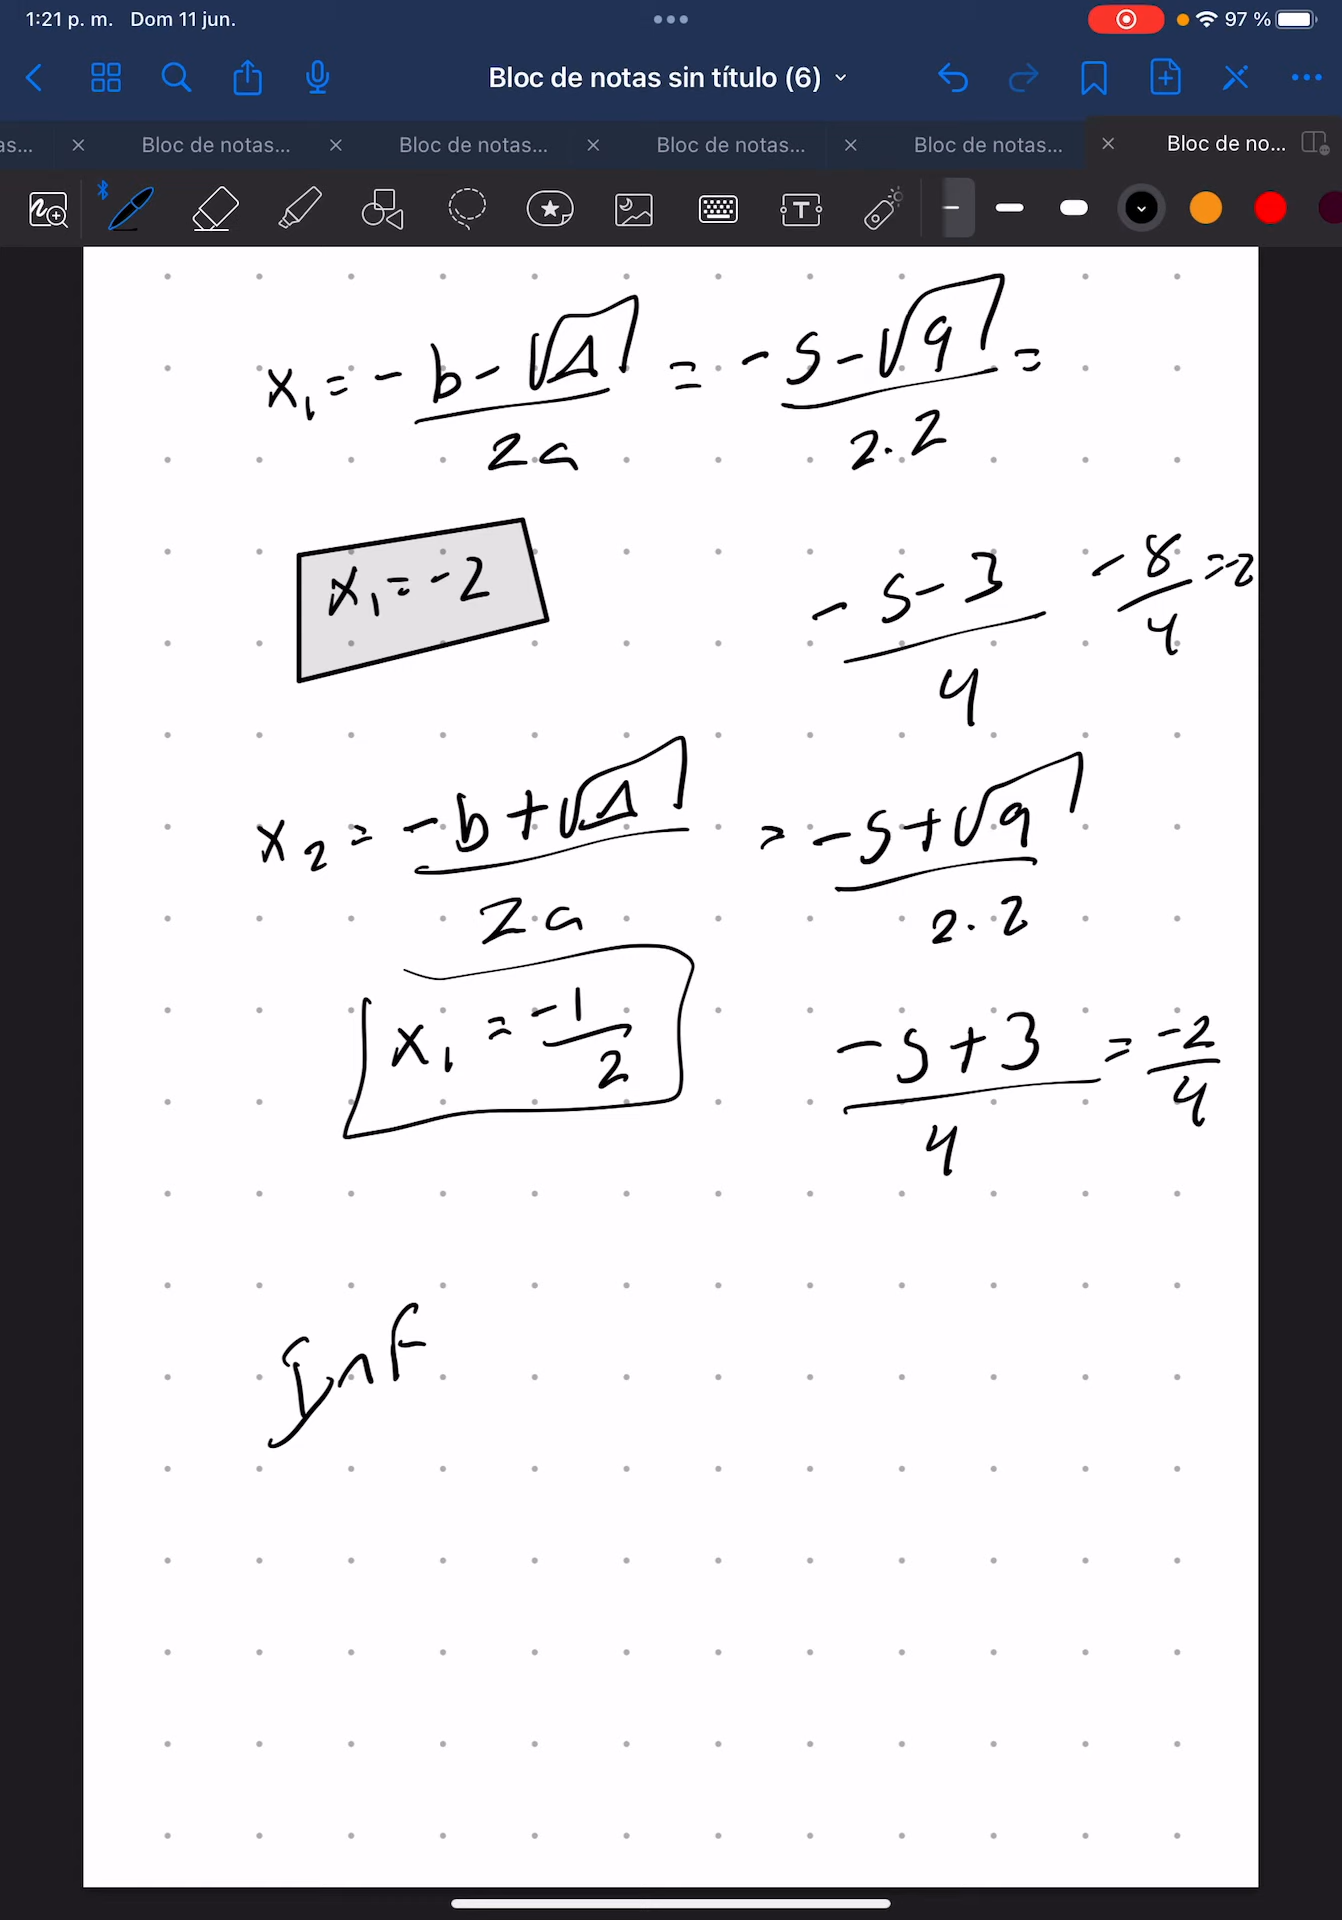 1:21 p. m. Dom 11 jun. 97 %
Bloc de notas sin título (6)
as... Bloc de notas... Bloc de notas... Bloc de notas... Bloc de notas... Bloc de no...
T
x₁ = -b - √Δ / 2a = -5 - √9 / 2.2 =
x₁ = -2
-5 - 3 / 4 -8 / 4 = -2
x₂ = -b + √Δ / 2a = -5 + √9 / 2.2
x₁ = -1 / 2
-5 + 3 / 4 = -2 / 4
Inf